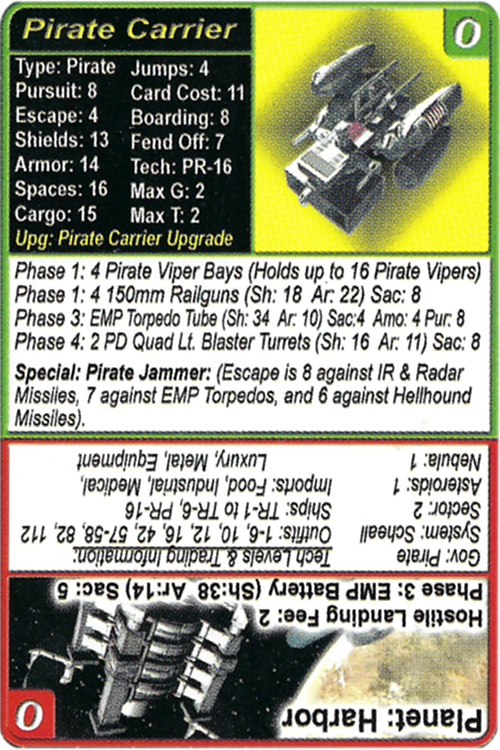 Pirate Carrier
0
Type: Pirate Jumps: 4
Pursuit: 8 Card Cost: 11
Escape: 4 Boarding: 8
Shields: 13 Fend Off: 7
Armor: 14 Tech: PR-16
Spaces: 16 Max G: 2
Cargo: 15 Max T: 2
Upg: Pirate Carrier Upgrade
Phase 1: 4 Pirate Viper Bays (Holds up to 16 Pirate Vipers)
Phase 1: 4 150mm Railguns (Sh: 18 Ar: 22) Sac: 8
Phase 3: EMP Torpedo Tube (Sh: 34 Ar: 10) Sac:4 Amo: 4 Pur: 8
Phase 4: 2 PD Quad Lt. Blaster Turrets (Sh: 16 Ar: 11) Sac: 8
Special: Pirate Jammer: (Escape is 8 against IR & Radar
Missiles, 7 against EMP Torpedos, and 6 against Hellhound
Missiles).
Planet: Harbor
0
Hostile Landing Fee: 2
Phase 3: EMP Battery (Sh:38 Ar:14) Sac: 5
Gov: Pirate Tech Levels & Trading Information:
System: Scheall Outfits: 1-6, 10, 12, 16, 42, 57-58, 82, 112
Sector: 2 Ships: TR-1 to TR-6, PR-16
Asteroids: 1 Imports: Food, Industrial, Medical,
Nebula: 1 Luxury, Metal, Equipment